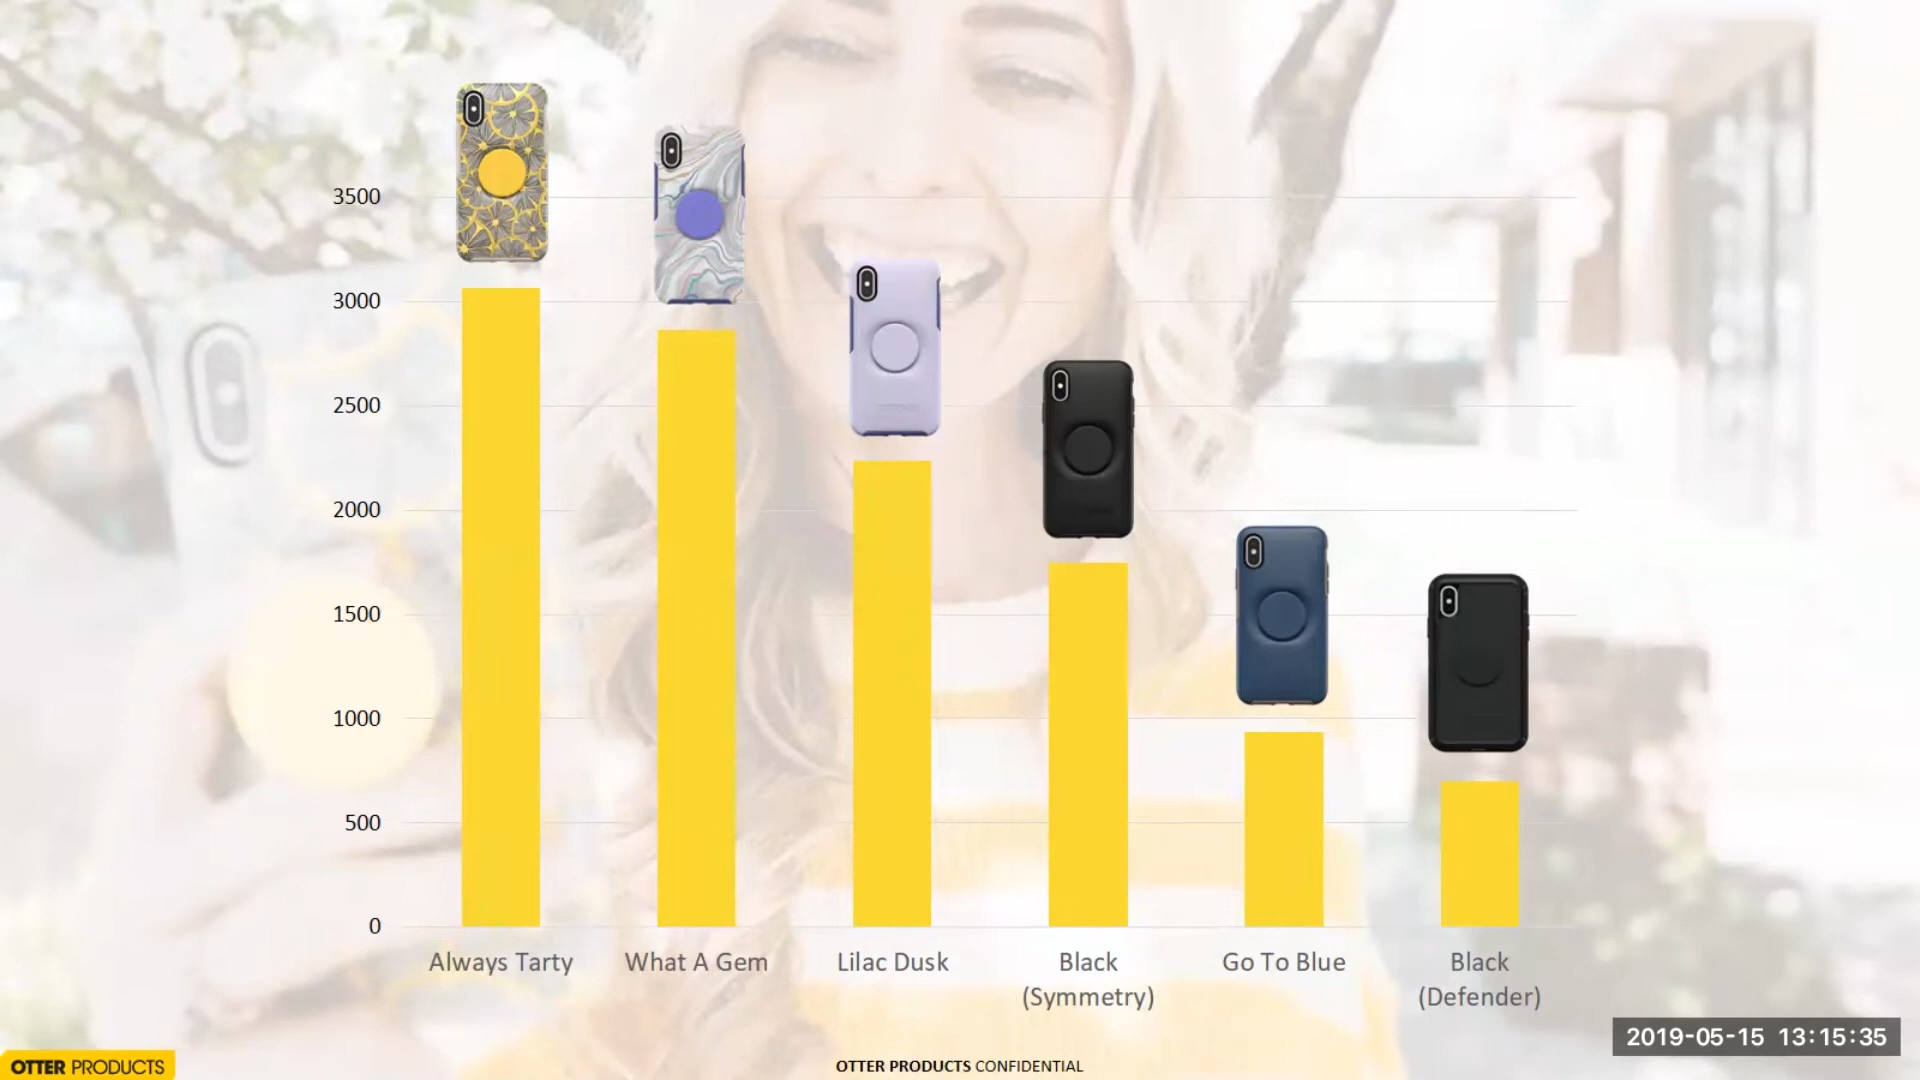 3500
3000
2500
2000
1500
1000
500
0
Always Tarty
What A Gem
Lilac Dusk
Black
(Symmetry)
Go To Blue
Black
(Defender)
2019-05-15 13:15:35
OTTER PRODUCTS
OTTER PRODUCTS CONFIDENTIAL